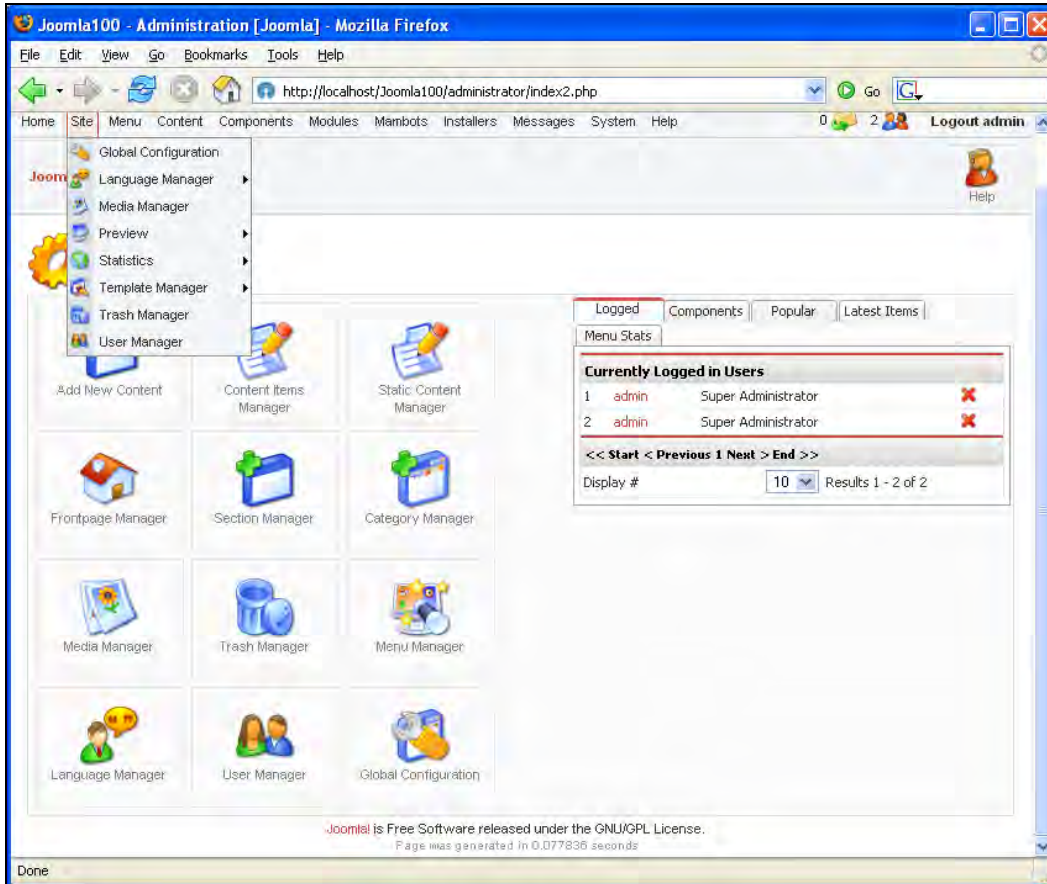 Joomla100 - Administration [Joomla] - Mozilla Firefox
File Edit View Go Bookmarks Tools Help
http://localhost/Joomla100/administrator/index2.php Go G
Home Site Menu Content Components Modules Mambots Installers Messages System Help 0 2 Logout admin
Global Configuration
Language Manager
Media Manager
Preview
Statistics
Template Manager
Trash Manager
User Manager
Joom
Help
Add New Content
Content Items Manager
Static Content Manager
Frontpage Manager
Section Manager
Category Manager
Media Manager
Trash Manager
Menu Manager
Language Manager
User Manager
Global Configuration
Logged Components Popular Latest Items
Menu Stats
Currently Logged in Users
1 admin Super Administrator
2 admin Super Administrator
<< Start < Previous 1 Next > End >>
Display # 10 Results 1 - 2 of 2
Joomla! is Free Software released under the GNU/GPL License.
Page was generated in 0.077836 seconds
Done